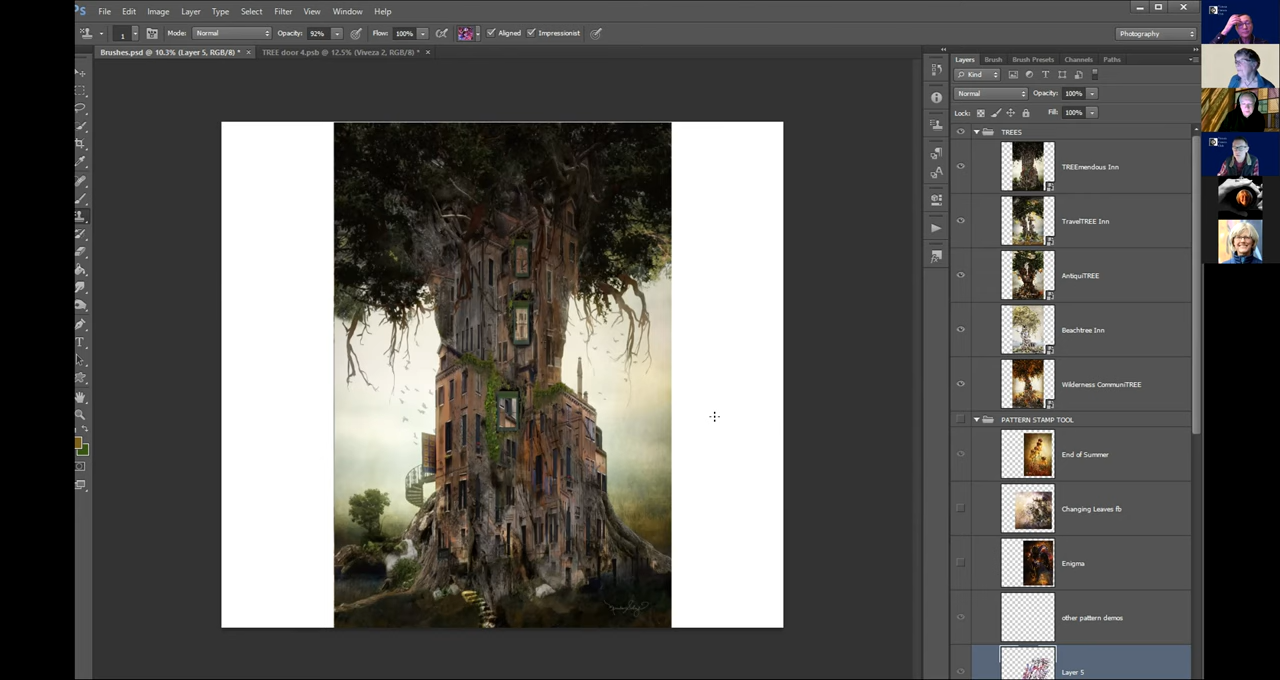 Ps File Edit Image Layer Type Select Filter View Window Help
1 Mode: Normal Opacity: 92% Flow: 100% Aligned Impressionist Photography
Brushes.psd @ 10.3% (Layer 5, RGB/8) * × TREE door 4.psb @ 12.5% (Viveza 2, RGB/8) * ×
Layers Brush Brush Presets Channels Paths
Kind
Normal Opacity: 100%
Lock: Fill: 100%
TREES
TREEmendous Inn
TravelTREE Inn
AntiquiTREE
Beachtree Inn
Wilderness CommuniTREE
PATTERN STAMP TOOL
End of Summer
Changing Leaves fb
Enigma
other pattern demos
Layer 5